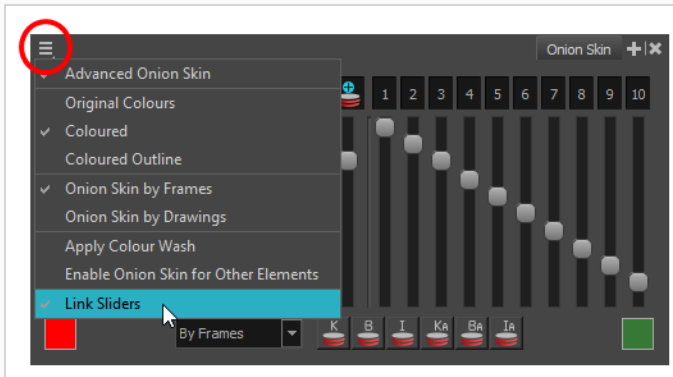 Onion Skin
Advanced Onion Skin
1 2 3 4 5 6 7 8 9 10
Original Colours
Coloured
Coloured Outline
Onion Skin by Frames
Onion Skin by Drawings
Apply Colour Wash
Enable Onion Skin for Other Elements
Link Sliders
By Frames
K B I KA BA IA